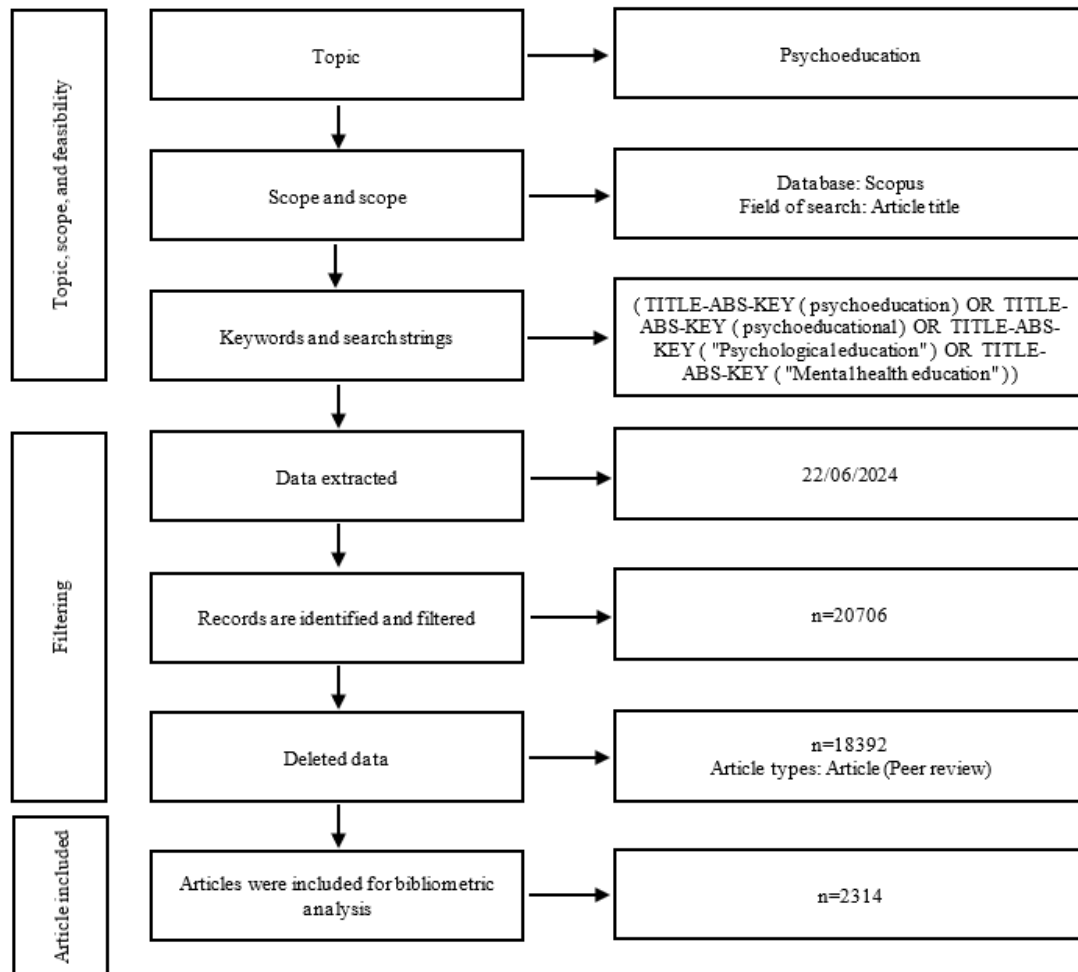 Topic, scope, and feasibility
Topic
Psychoeducation
Scope and scope
Database: Scopus
Field of search: Article title
Keywords and search strings
( TITLE-ABS-KEY ( psychoeducation ) OR TITLE-
ABS-KEY ( psychoeducational ) OR TITLE-ABS-
KEY ( "Psychological education" ) OR TITLE-
ABS-KEY ( "Mental health education" ) )
Filtering
Data extracted
22/06/2024
Records are identified and filtered
n=20706
Deleted data
n=18392
Article types: Article (Peer review)
Article included
Articles were included for bibliometric
analysis
n=2314